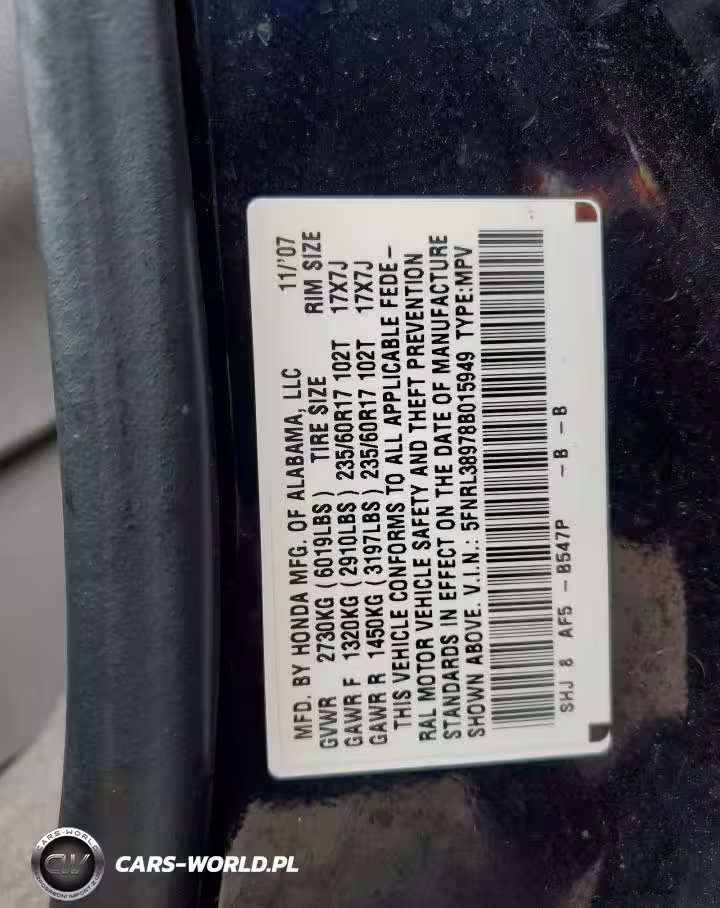 MFD. BY HONDA MFG. OF ALABAMA, LLC 11/'07
GVWR 2730KG (6019LBS) TIRE SIZE RIM SIZE
GAWR F 1320KG (2910LBS) 235/60R17 102T 17X7J
GAWR R 1450KG (3197LBS) 235/60R17 102T 17X7J
THIS VEHICLE CONFORMS TO ALL APPLICABLE FEDE-
RAL MOTOR VEHICLE SAFETY AND THEFT PREVENTION
STANDARDS IN EFFECT ON THE DATE OF MANUFACTURE
SHOWN ABOVE. V.I.N.: 5FNRL38978B015949 TYPE:MPV
SHJ 8 AF5 -B547P -B -B
CARS-WORLD
CW
CARS-WORLD.PL